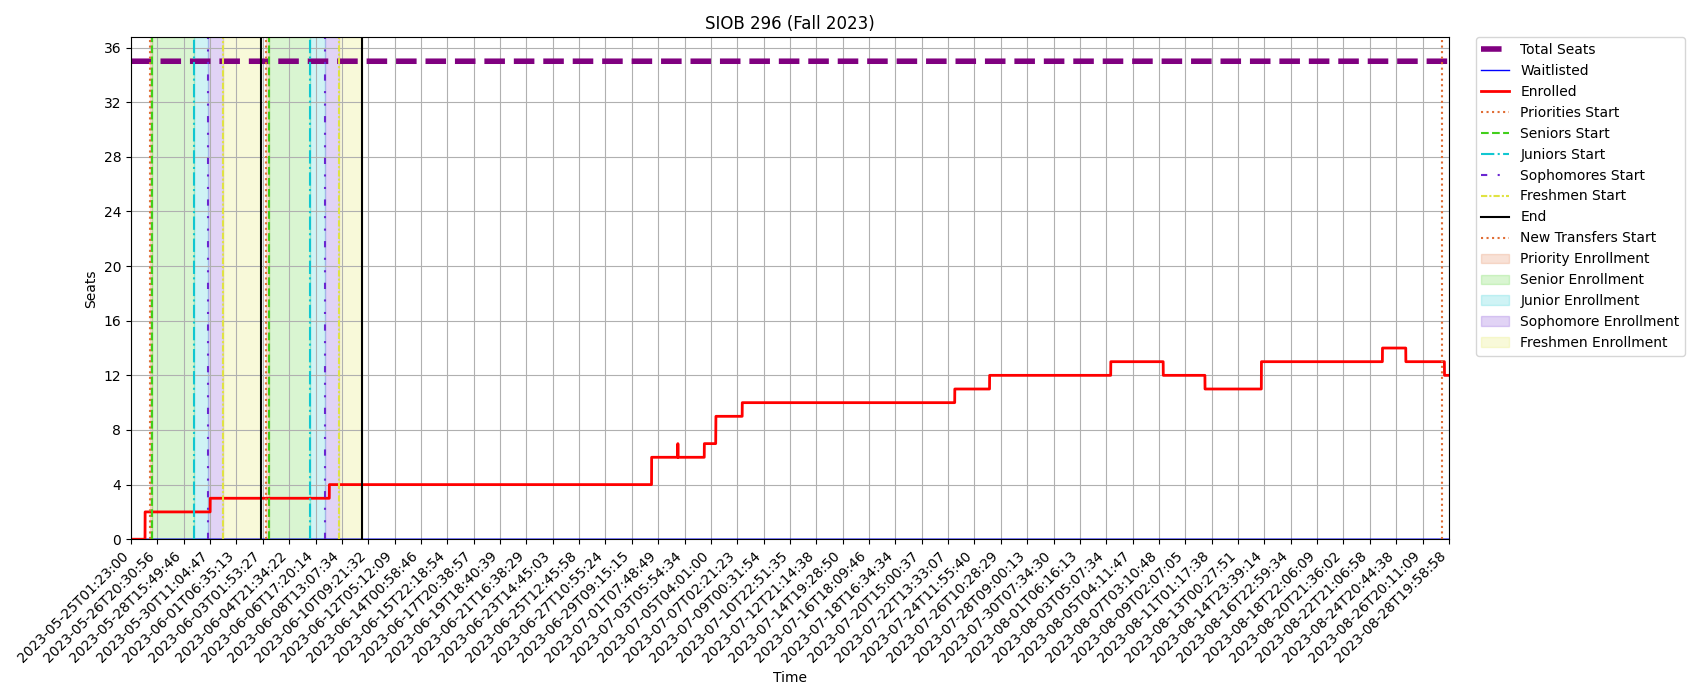 SIOB 296 (Fall 2023)
Seats
36
32
28
24
20
16
12
8
4
0
2023-05-25T01:23:00
2023-05-26T20:30:56
2023-05-28T15:49:46
2023-05-30T11:04:47
2023-06-01T06:35:13
2023-06-03T01:53:27
2023-06-04T21:34:22
2023-06-06T17:20:14
2023-06-08T13:07:34
2023-06-10T09:21:32
2023-06-12T05:12:09
2023-06-14T00:58:46
2023-06-15T22:18:54
2023-06-17T20:38:57
2023-06-19T18:40:39
2023-06-21T16:38:29
2023-06-23T14:45:03
2023-06-25T12:45:58
2023-06-27T10:55:24
2023-06-29T09:15:15
2023-07-01T07:48:49
2023-07-03T05:54:34
2023-07-05T04:01:00
2023-07-07T02:21:23
2023-07-09T00:31:54
2023-07-10T22:51:35
2023-07-12T21:14:38
2023-07-14T19:28:50
2023-07-16T18:09:46
2023-07-18T16:34:34
2023-07-20T15:00:37
2023-07-22T13:33:07
2023-07-24T11:55:40
2023-07-26T10:28:29
2023-07-28T09:00:13
2023-07-30T07:34:30
2023-08-01T06:16:13
2023-08-03T05:07:34
2023-08-05T04:11:47
2023-08-07T03:10:48
2023-08-09T02:07:05
2023-08-11T01:17:38
2023-08-13T00:27:51
2023-08-14T23:39:14
2023-08-16T22:59:34
2023-08-18T22:06:09
2023-08-20T21:36:02
2023-08-22T21:06:58
2023-08-24T20:44:38
2023-08-26T20:11:09
2023-08-28T19:58:58
Time
Total Seats
Waitlisted
Enrolled
Priorities Start
Seniors Start
Juniors Start
Sophomores Start
Freshmen Start
End
New Transfers Start
Priority Enrollment
Senior Enrollment
Junior Enrollment
Sophomore Enrollment
Freshmen Enrollment